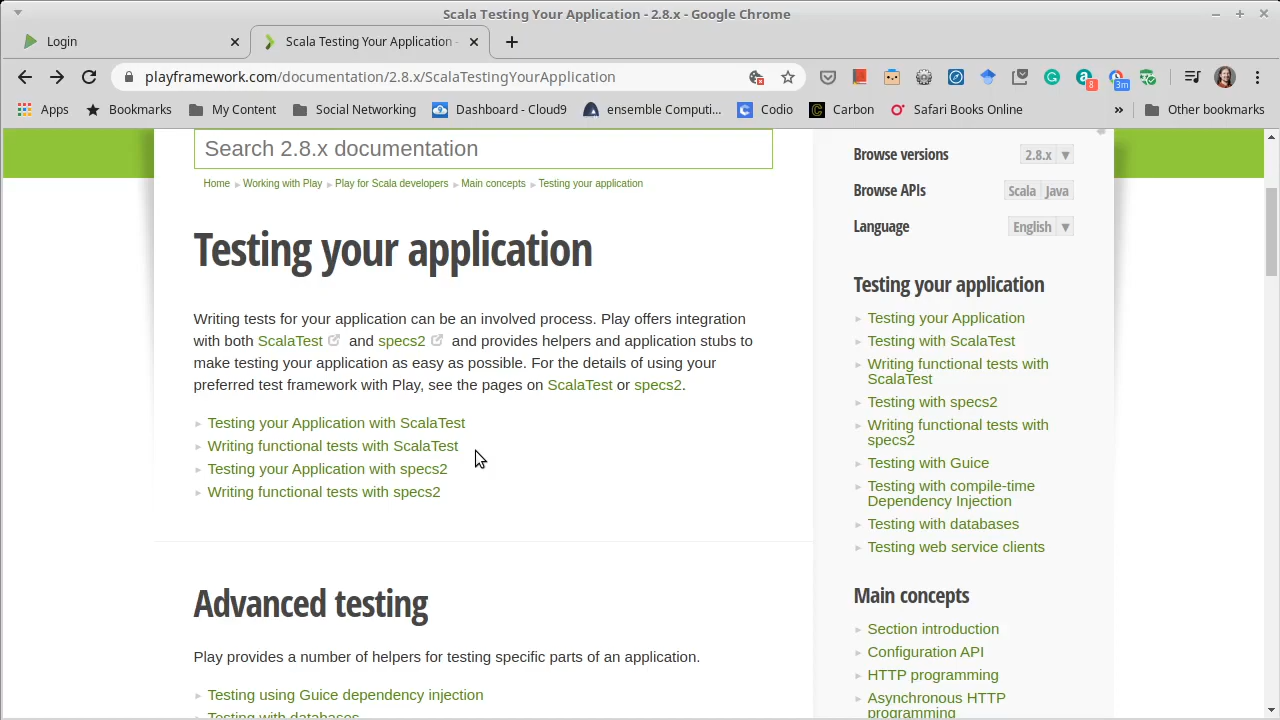 Scala Testing Your Application - 2.8.x - Google Chrome
Login
Scala Testing Your Application -
playframework.com/documentation/2.8.x/ScalaTestingYourApplication
8
3m
Apps
Bookmarks
My Content
Social Networking
Dashboard - Cloud9
ensemble Computi...
Codio
Carbon
Safari Books Online
»
Other bookmarks
Search 2.8.x documentation
Home
Working with Play
Play for Scala developers
Main concepts
Testing your application
Testing your application
Writing tests for your application can be an involved process. Play offers integration
with both ScalaTest and specs2 and provides helpers and application stubs to
make testing your application as easy as possible. For the details of using your
preferred test framework with Play, see the pages on ScalaTest or specs2.
Testing your Application with ScalaTest
Writing functional tests with ScalaTest
Testing your Application with specs2
Writing functional tests with specs2
Advanced testing
Play provides a number of helpers for testing specific parts of an application.
Testing using Guice dependency injection
Testing with databases
Browse versions
2.8.x
Browse APIs
Scala
Java
Language
English
Testing your application
Testing your Application
Testing with ScalaTest
Writing functional tests with
ScalaTest
Testing with specs2
Writing functional tests with
specs2
Testing with Guice
Testing with compile-time
Dependency Injection
Testing with databases
Testing web service clients
Main concepts
Section introduction
Configuration API
HTTP programming
Asynchronous HTTP
programming